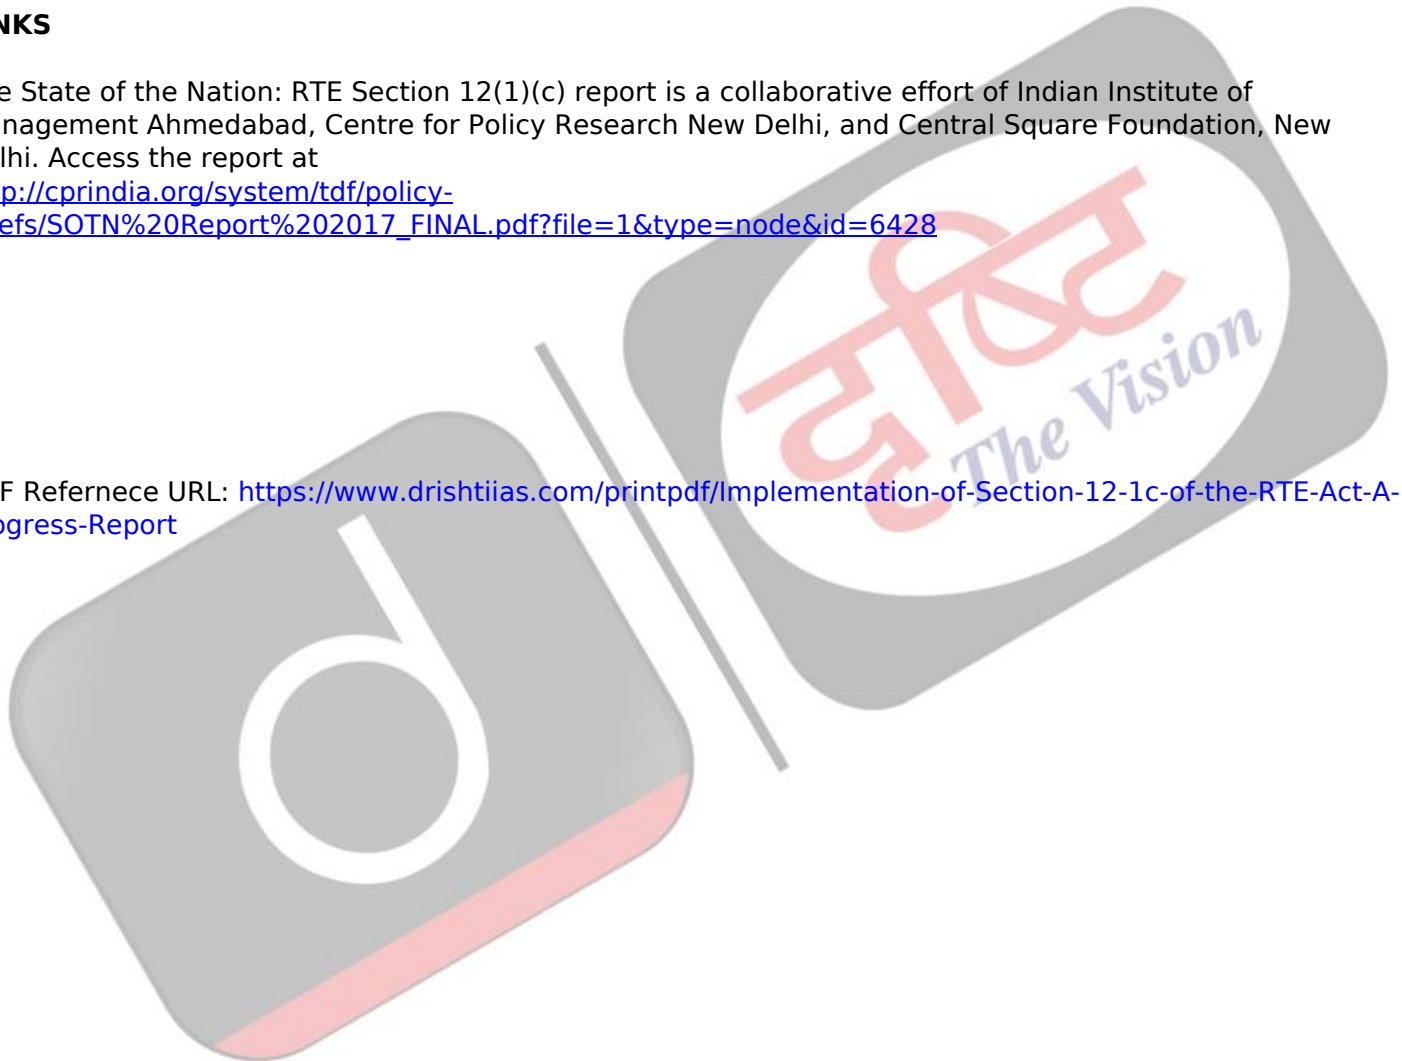 NKS
e State of the Nation: RTE Section 12(1)(c) report is a collaborative effort of Indian Institute of
nagement Ahmedabad, Centre for Policy Research New Delhi, and Central Square Foundation, New
lhi. Access the report at
p://cprindia.org/system/tdf/policy-
efs/SOTN%20Report%202017_FINAL.pdf?file=1&type=node&id=6428
दृष्टि
The Vision
F Refernece URL: https://www.drishtiias.com/printpdf/Implementation-of-Section-12-1c-of-the-RTE-Act-A-
ogress-Report
d